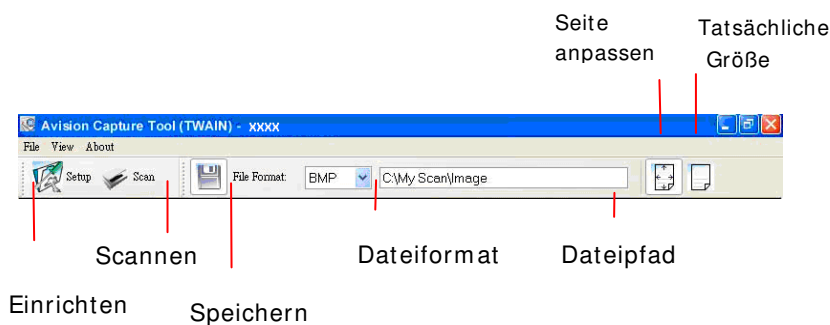 Seite
anpassen
Tatsächliche
Größe
Avision Capture Tool (TWAIN) - xxxx
File View About
Setup Scan File Format: BMP C:\My Scan\Image
Scannen Dateiformat Dateipfad
Einrichten Speichern